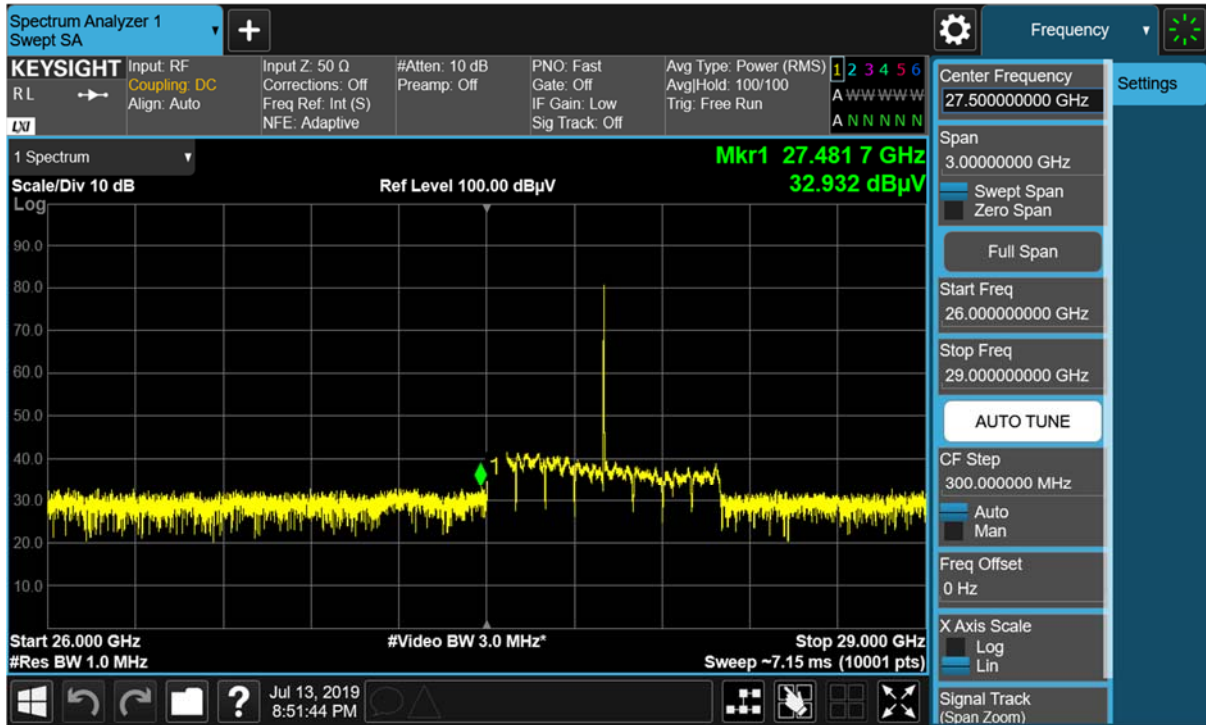 Spectrum Analyzer 1
Swept SA
Frequency
KEYSIGHT
RL
LXI
Input: RF
Coupling: DC
Align: Auto
Input Z: 50 Ω
Corrections: Off
Freq Ref: Int (S)
NFE: Adaptive
#Atten: 10 dB
Preamp: Off
PNO: Fast
Gate: Off
IF Gain: Low
Sig Track: Off
Avg Type: Power (RMS)
Avg|Hold: 100/100
Trig: Free Run
1 2 3 4 5 6
A W W W W W
A N N N N N
1 Spectrum
Scale/Div 10 dB
Log
Ref Level 100.00 dBµV
Mkr1 27.481 7 GHz
32.932 dBµV
90.0
80.0
70.0
60.0
50.0
40.0
30.0
20.0
10.0
1
Start 26.000 GHz
#Res BW 1.0 MHz
#Video BW 3.0 MHz*
Stop 29.000 GHz
Sweep ~7.15 ms (10001 pts)
Center Frequency
27.500000000 GHz
Settings
Span
3.00000000 GHz
Swept Span
Zero Span
Full Span
Start Freq
26.000000000 GHz
Stop Freq
29.000000000 GHz
AUTO TUNE
CF Step
300.000000 MHz
Auto
Man
Freq Offset
0 Hz
X Axis Scale
Log
Lin
Signal Track
(Span Zoom)
?
Jul 13, 2019
8:51:44 PM